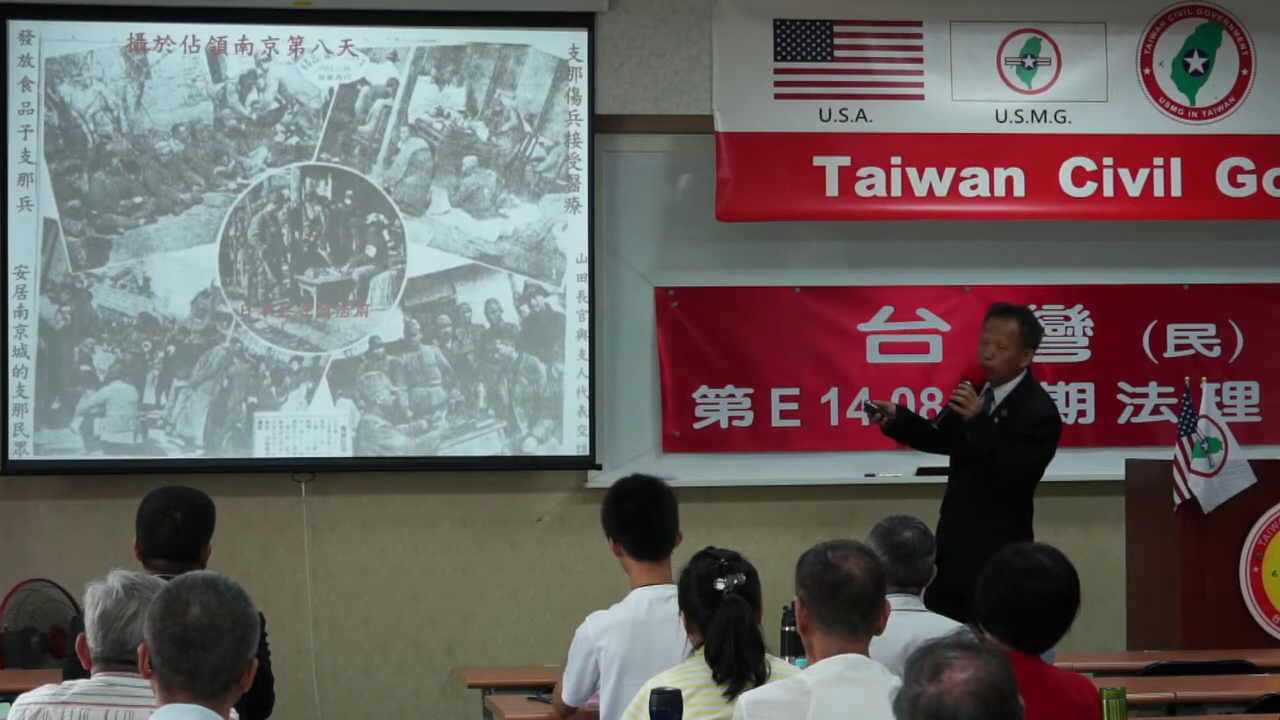 攝於佔領南京第八天
發放食品予支那兵
安居南京城的支那民眾
支那傷兵接受醫療
山田長官與支人代表交
U.S.A.
U.S.M.G.
TAIWAN CIVIL GOVERNMENT
USMG IN TAIWAN
Taiwan Civil Go
台灣(民)
第E14-08 期法理